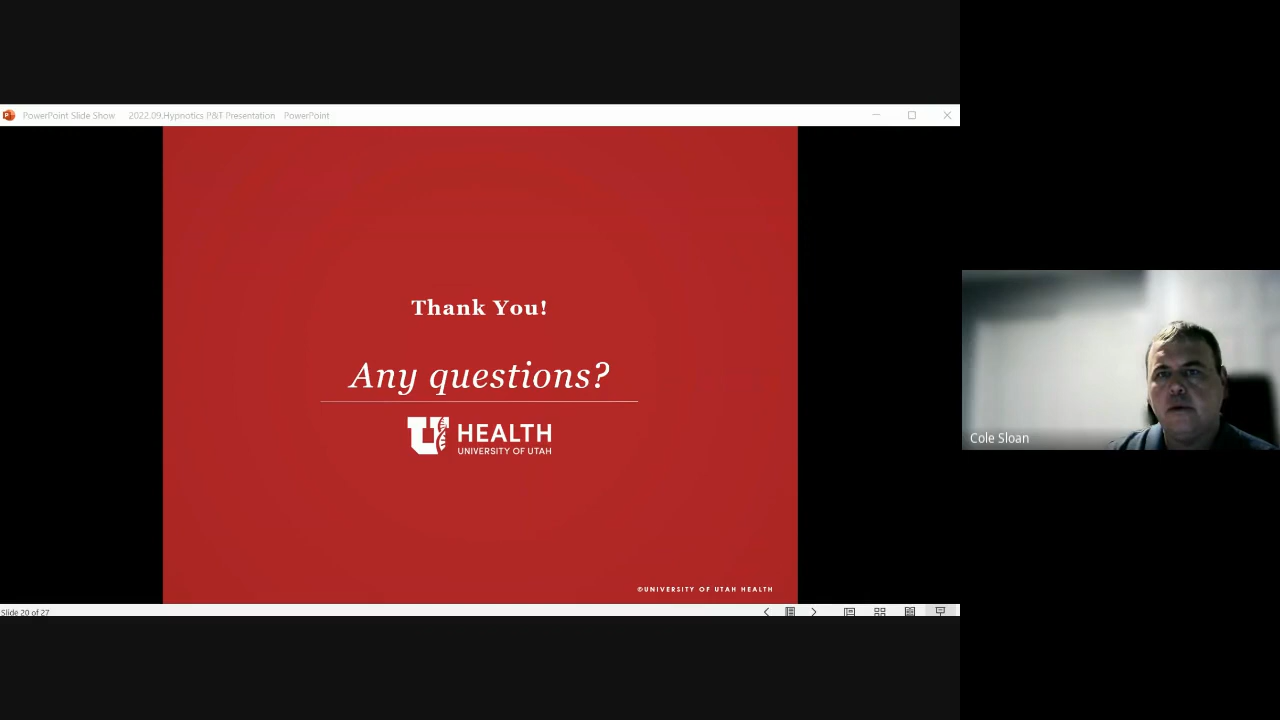 PowerPoint Slide Show
2022.09.Hypnotics P&T Presentation
PowerPoint
Thank You!
Any questions?
U HEALTH
UNIVERSITY OF UTAH
©UNIVERSITY OF UTAH HEALTH
Slide 20 of 27
Cole Sloan